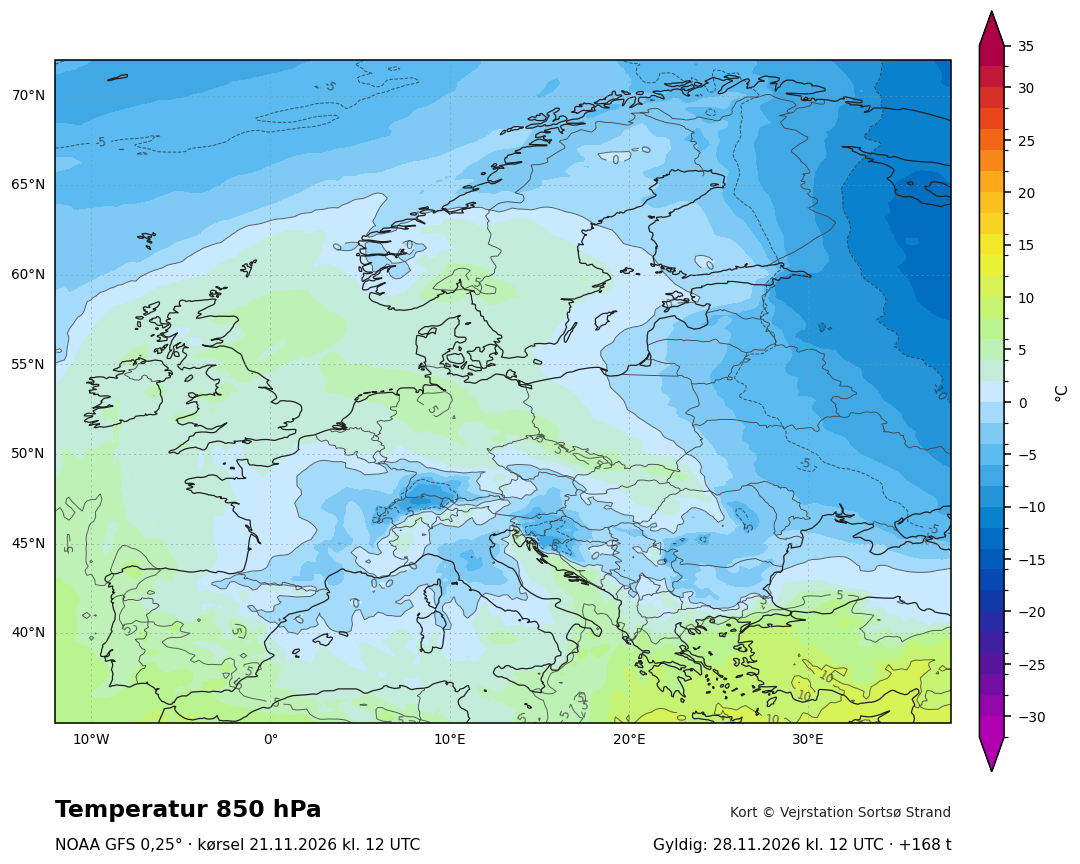 35
30
25
20
15
10
5
0
−5
−10
−15
−20
−25
−30
°C
70°N
65°N
60°N
55°N
50°N
45°N
40°N
10°W
0°
10°E
20°E
30°E
Temperatur 850 hPa
Kort © Vejrstation Sortsø Strand
NOAA GFS 0,25° · kørsel 21.11.2026 kl. 12 UTC
Gyldig: 28.11.2026 kl. 12 UTC · +168 t